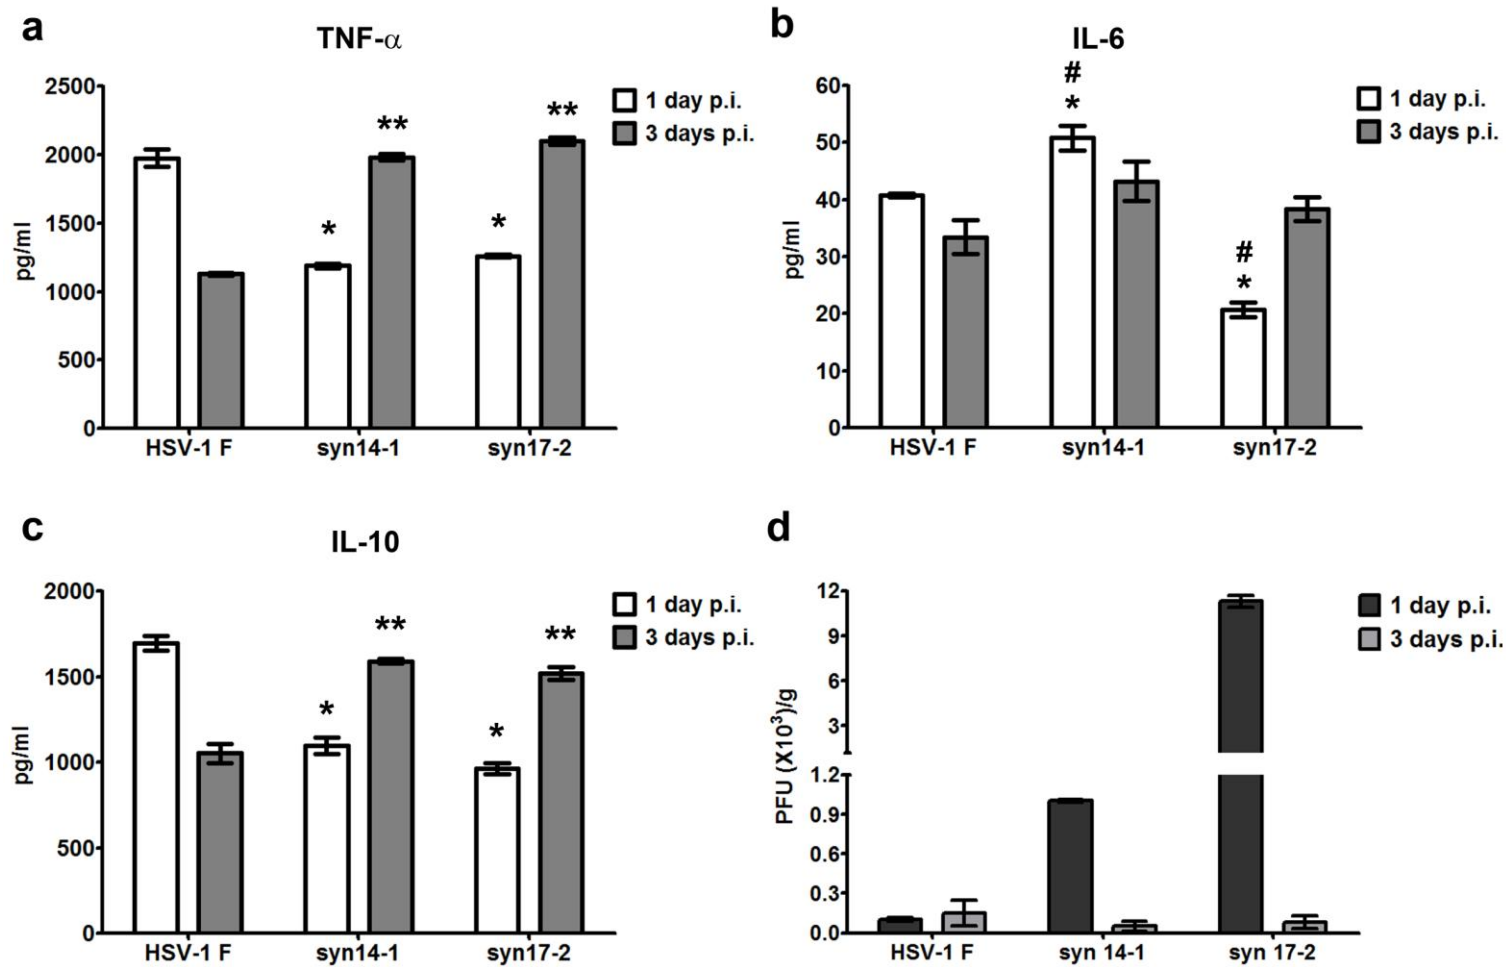 a
TNF-α
2500
2000
1500
1000
500
0
pg/ml
*
**
*
**
1 day p.i.
3 days p.i.
HSV-1 F
syn14-1
syn17-2
b
IL-6
60
50
40
30
20
10
0
pg/ml
#
*
#
*
1 day p.i.
3 days p.i.
HSV-1 F
syn14-1
syn17-2
c
IL-10
2000
1500
1000
500
0
pg/ml
*
**
*
**
1 day p.i.
3 days p.i.
HSV-1 F
syn14-1
syn17-2
d
12
9
6
3
1.2
0.9
0.6
0.3
0.0
PFU (X10³)/g
1 day p.i.
3 days p.i.
HSV-1 F
syn 14-1
syn 17-2